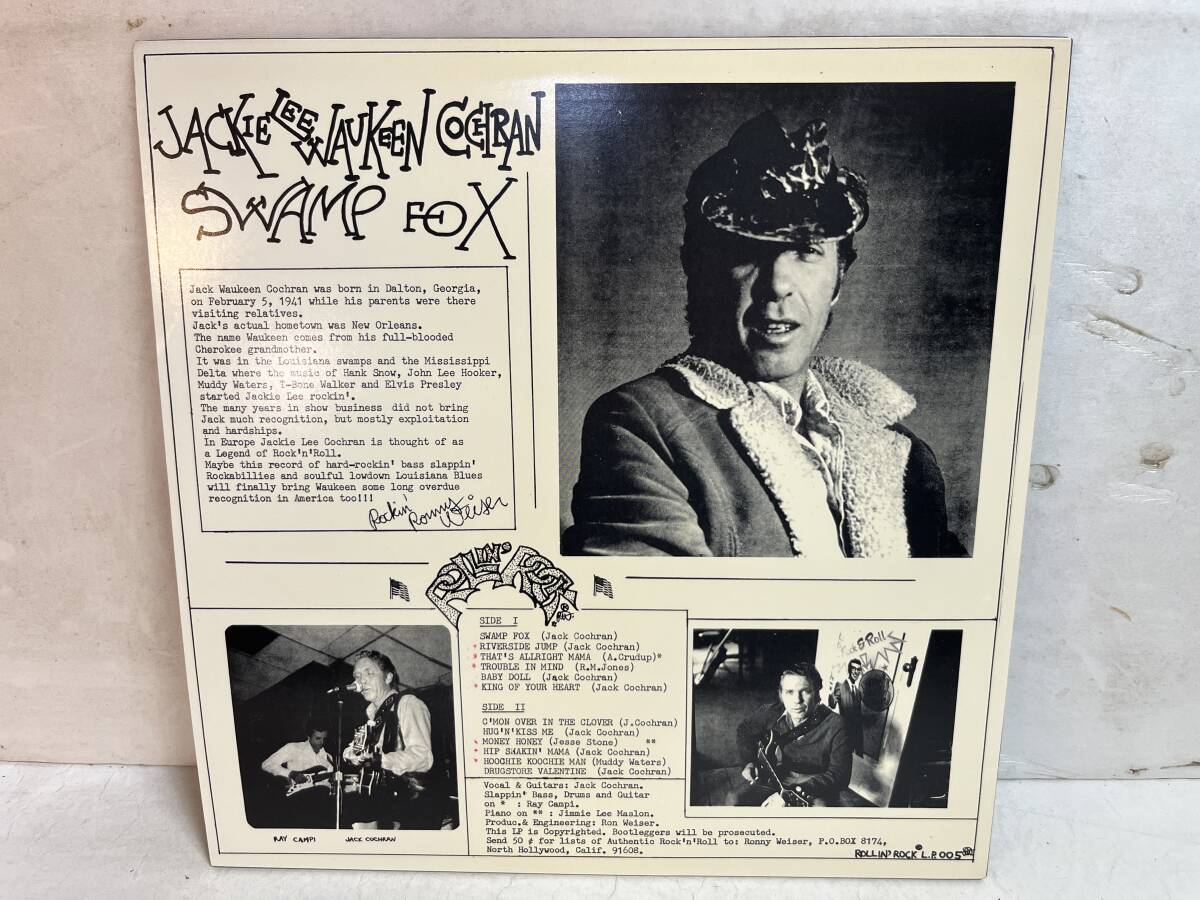 JACKIE LEE WAUKEEN COCHRAN
SWAMP FOX
Jack Waukeen Cochran was born in Dalton, Georgia,
on February 5, 1941 while his parents were there
visiting relatives.
Jack's actual hometown was New Orleans.
The name Waukeen comes from his full-blooded
Cherokee grandmother.
It was in the Louisiana swamps and the Mississippi
Delta where the music of Hank Snow, John Lee Hooker,
Muddy Waters, T-Bone Walker and Elvis Presley
started Jackie Lee rockin'.
The many years in show business did not bring
Jack much recognition, but mostly exploitation
and hardships.
In Europe Jackie Lee Cochran is thought of as
a Legend of Rock'n'Roll.
Maybe this record of hard-rockin' bass slappin'
Rockabillies and soulful lowdown Louisiana Blues
will finally bring Waukeen some long overdue
recognition in America too!!!
Rockin' Ronny Weiser
ROLLIN' ROCK
SIDE I
SWAMP FOX (Jack Cochran)
* RIVERSIDE JUMP (Jack Cochran)
* THAT'S ALLRIGHT MAMA (A.Crudup)*
* TROUBLE IN MIND (R.M.Jones)
BABY DOLL (Jack Cochran)
* KING OF YOUR HEART (Jack Cochran)
SIDE II
C'MON OVER IN THE CLOVER (J.Cochran)
HUG'N'KISS ME (Jack Cochran)
* MONEY HONEY (Jesse Stone) **
* HIP SHAKIN' MAMA (Jack Cochran)
* HOOCHIE KOOCHIE MAN (Muddy Waters)
DRUGSTORE VALENTINE (Jack Cochran)
Vocal & Guitars: Jack Cochran.
Slappin' Bass, Drums and Guitar
on * : Ray Campi.
Piano on ** : Jimmie Lee Maslon.
Produc.& Engineering: Ron Weiser.
This LP is Copyrighted. Bootleggers will be prosecuted.
Send 50 ¢ for lists of Authentic Rock'n'Roll to: Ronny Weiser, P.O.BOX 8174,
North Hollywood, Calif. 91608.
RAY CAMPI JACK COCHRAN
Rock & Roll
ROLLIN' ROCK L.P. 005